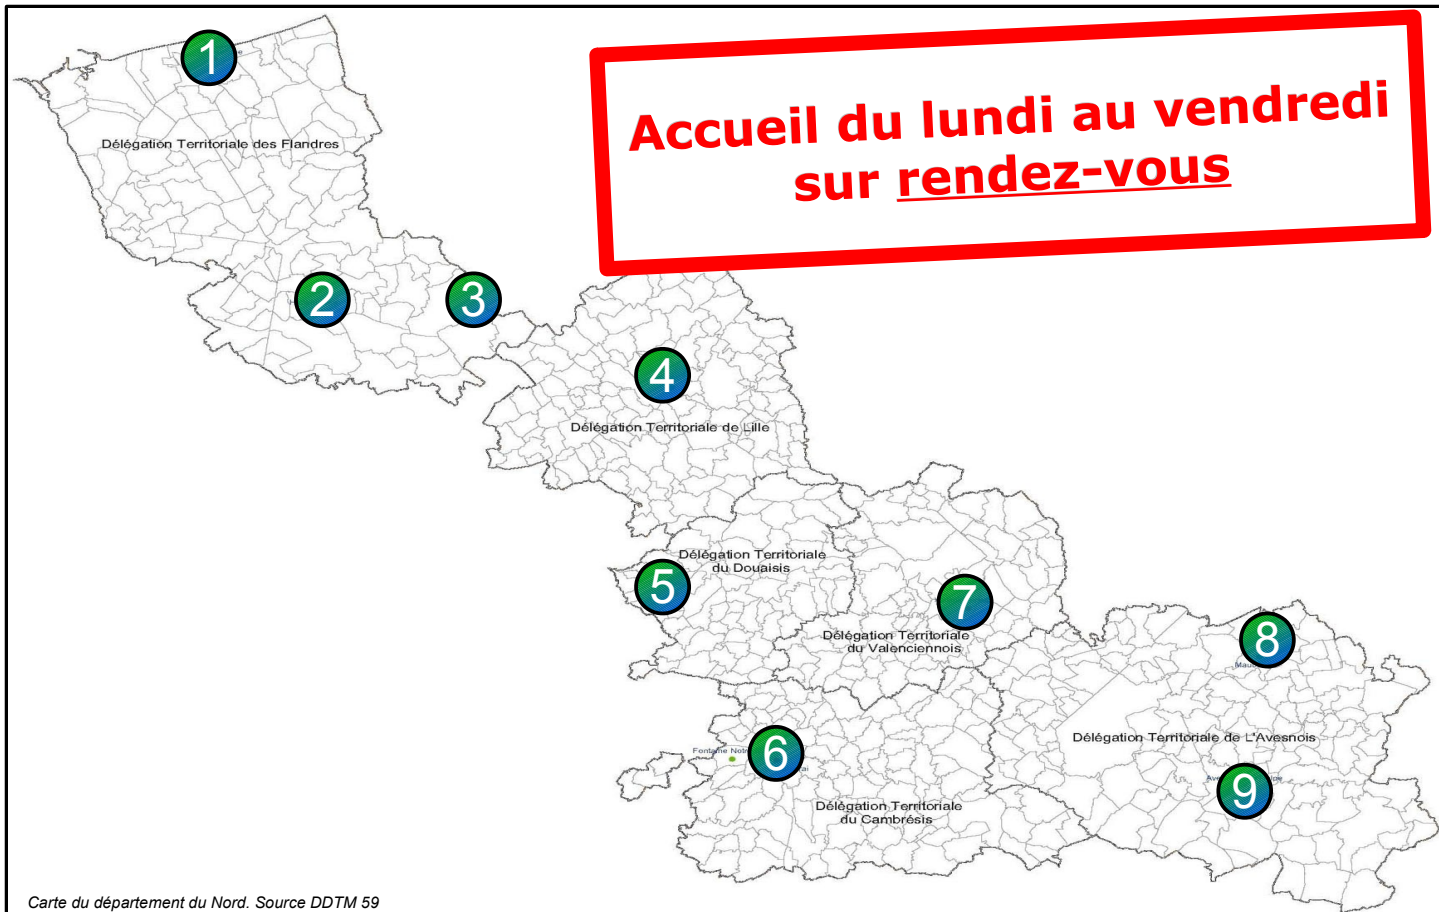 1
Accueil du lundi au vendredi
sur rendez-vous
Délégation Territoriale des Flandres
2
3
4
Délégation Territoriale de Lille
Délégation Territoriale
du Douaisis
5
7
Délégation Territoriale
du Valenciennois
8
6
Délégation Territoriale de L'Avesnois
9
Délégation Territoriale
du Cambrésis
Carte du département du Nord. Source DDTM 59